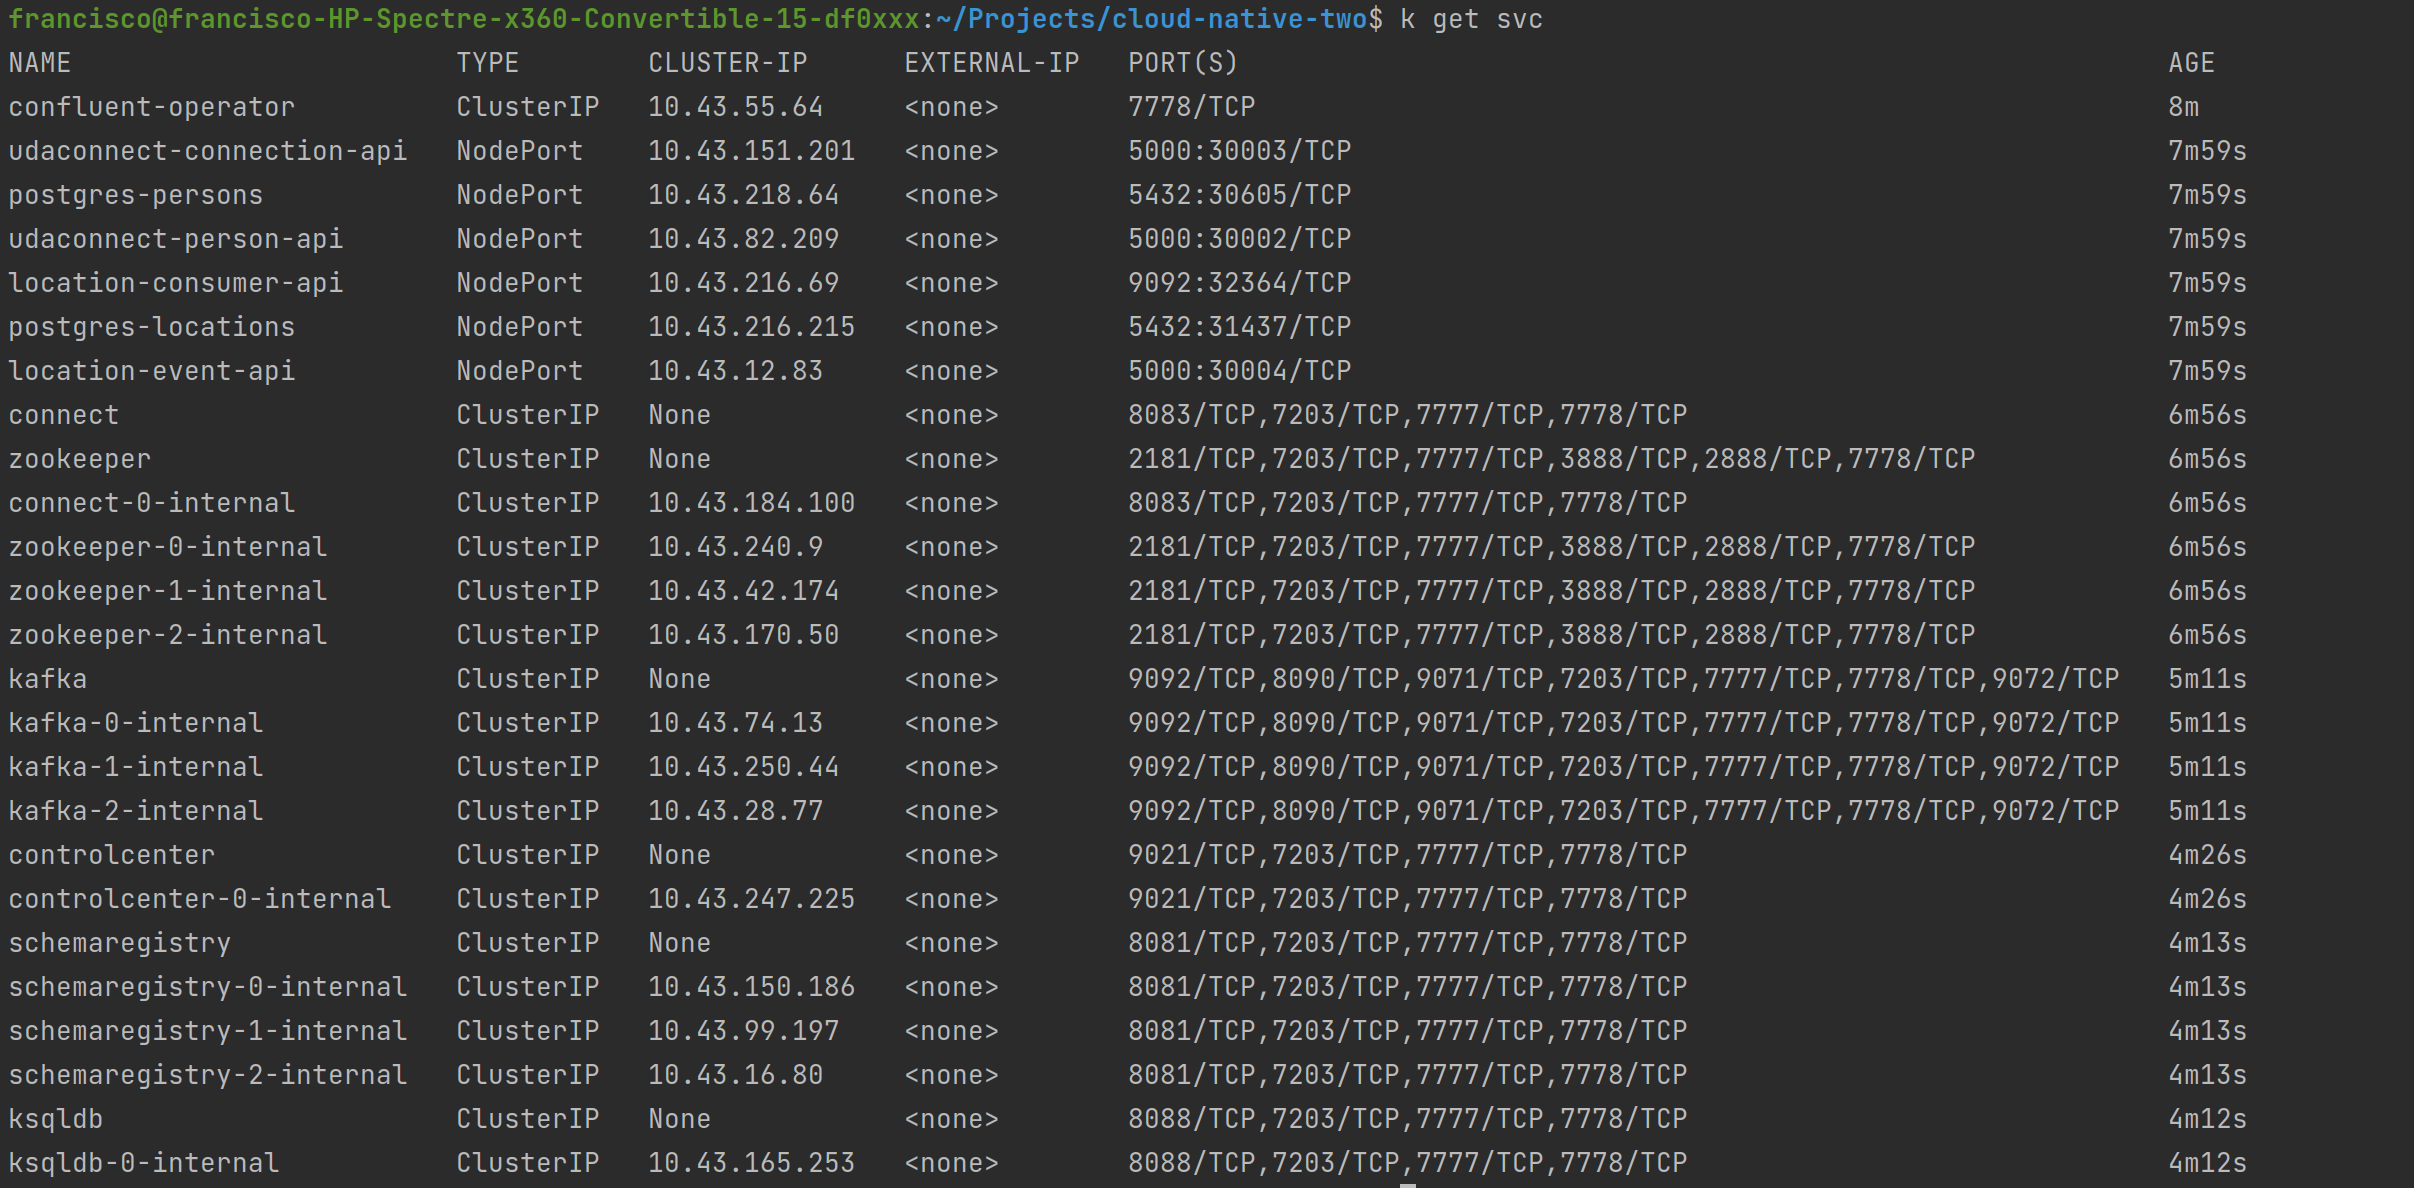 francisco@francisco-HP-Spectre-x360-Convertible-15-df0xxx:~/Projects/cloud-native-two$ k get svc
NAME TYPE CLUSTER-IP EXTERNAL-IP PORT(S) AGE
confluent-operator ClusterIP 10.43.55.64 <none> 7778/TCP 8m
udaconnect-connection-api NodePort 10.43.151.201 <none> 5000:30003/TCP 7m59s
postgres-persons NodePort 10.43.218.64 <none> 5432:30605/TCP 7m59s
udaconnect-person-api NodePort 10.43.82.209 <none> 5000:30002/TCP 7m59s
location-consumer-api NodePort 10.43.216.69 <none> 9092:32364/TCP 7m59s
postgres-locations NodePort 10.43.216.215 <none> 5432:31437/TCP 7m59s
location-event-api NodePort 10.43.12.83 <none> 5000:30004/TCP 7m59s
connect ClusterIP None <none> 8083/TCP,7203/TCP,7777/TCP,7778/TCP 6m56s
zookeeper ClusterIP None <none> 2181/TCP,7203/TCP,7777/TCP,3888/TCP,2888/TCP,7778/TCP 6m56s
connect-0-internal ClusterIP 10.43.184.100 <none> 8083/TCP,7203/TCP,7777/TCP,7778/TCP 6m56s
zookeeper-0-internal ClusterIP 10.43.240.9 <none> 2181/TCP,7203/TCP,7777/TCP,3888/TCP,2888/TCP,7778/TCP 6m56s
zookeeper-1-internal ClusterIP 10.43.42.174 <none> 2181/TCP,7203/TCP,7777/TCP,3888/TCP,2888/TCP,7778/TCP 6m56s
zookeeper-2-internal ClusterIP 10.43.170.50 <none> 2181/TCP,7203/TCP,7777/TCP,3888/TCP,2888/TCP,7778/TCP 6m56s
kafka ClusterIP None <none> 9092/TCP,8090/TCP,9071/TCP,7203/TCP,7777/TCP,7778/TCP,9072/TCP 5m11s
kafka-0-internal ClusterIP 10.43.74.13 <none> 9092/TCP,8090/TCP,9071/TCP,7203/TCP,7777/TCP,7778/TCP,9072/TCP 5m11s
kafka-1-internal ClusterIP 10.43.250.44 <none> 9092/TCP,8090/TCP,9071/TCP,7203/TCP,7777/TCP,7778/TCP,9072/TCP 5m11s
kafka-2-internal ClusterIP 10.43.28.77 <none> 9092/TCP,8090/TCP,9071/TCP,7203/TCP,7777/TCP,7778/TCP,9072/TCP 5m11s
controlcenter ClusterIP None <none> 9021/TCP,7203/TCP,7777/TCP,7778/TCP 4m26s
controlcenter-0-internal ClusterIP 10.43.247.225 <none> 9021/TCP,7203/TCP,7777/TCP,7778/TCP 4m26s
schemaregistry ClusterIP None <none> 8081/TCP,7203/TCP,7777/TCP,7778/TCP 4m13s
schemaregistry-0-internal ClusterIP 10.43.150.186 <none> 8081/TCP,7203/TCP,7777/TCP,7778/TCP 4m13s
schemaregistry-1-internal ClusterIP 10.43.99.197 <none> 8081/TCP,7203/TCP,7777/TCP,7778/TCP 4m13s
schemaregistry-2-internal ClusterIP 10.43.16.80 <none> 8081/TCP,7203/TCP,7777/TCP,7778/TCP 4m13s
ksqldb ClusterIP None <none> 8088/TCP,7203/TCP,7777/TCP,7778/TCP 4m12s
ksqldb-0-internal ClusterIP 10.43.165.253 <none> 8088/TCP,7203/TCP,7777/TCP,7778/TCP 4m12s